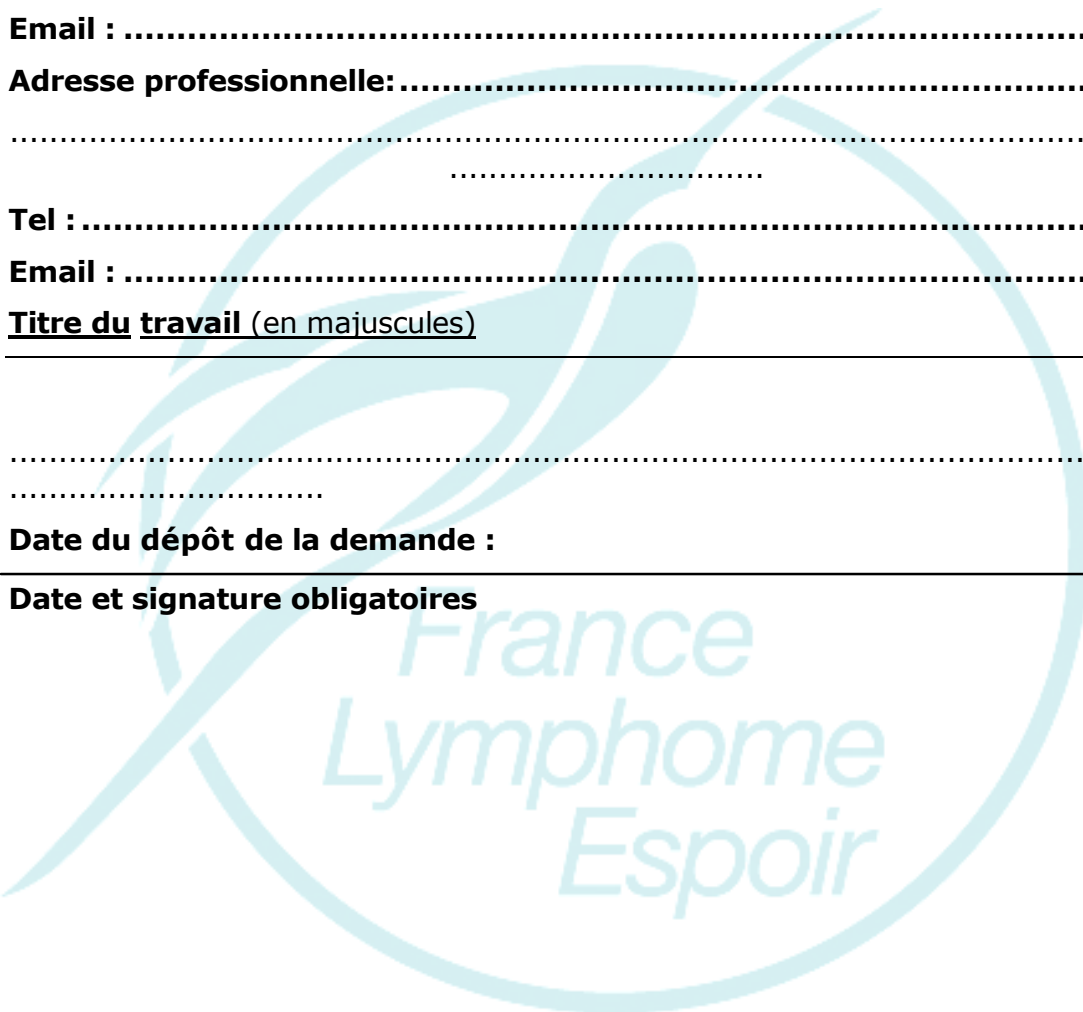 Email : ................................................................................
Adresse professionnelle: ................................................................
..............................................................................................................
................................
Tel : ....................................................................................
Email : ................................................................................
Titre du travail (en majuscules)
..............................................................................................................
................................
Date du dépôt de la demande :
Date et signature obligatoires
France
Lymphome
Espoir